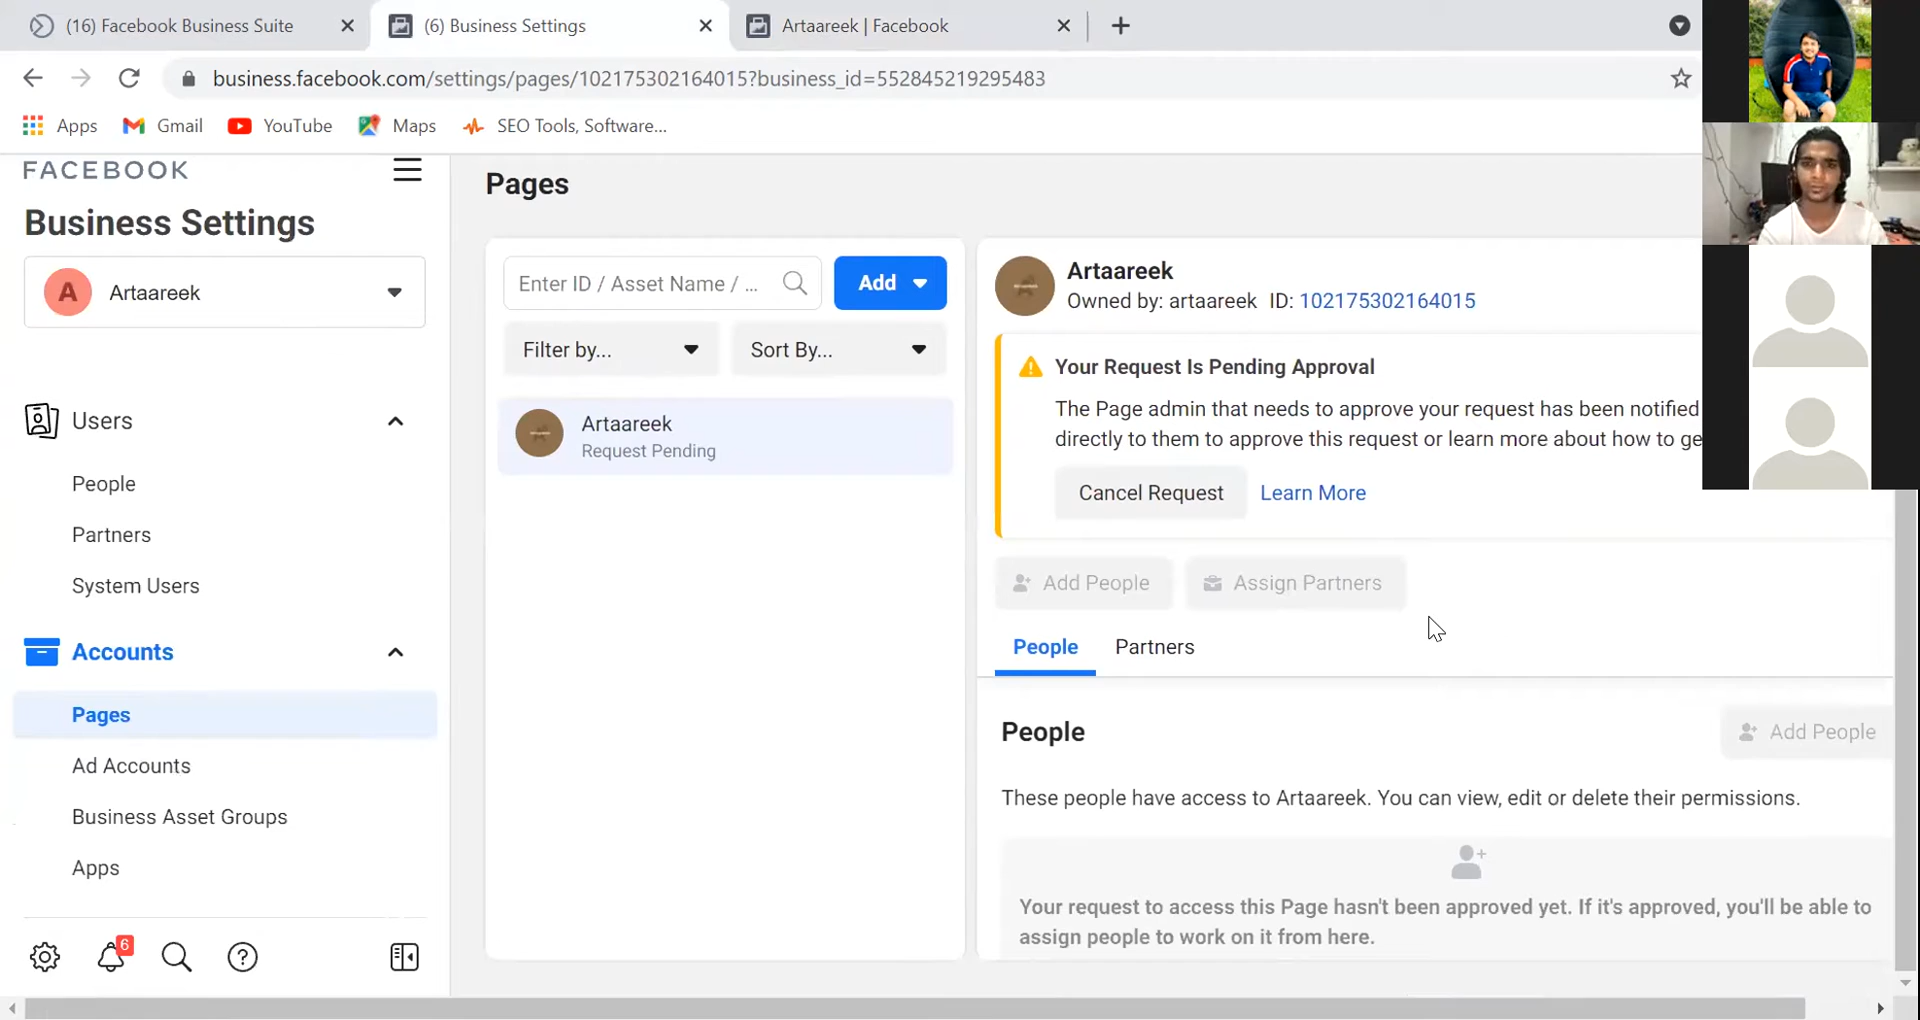 (16) Facebook Business Suite
(6) Business Settings
Artaareek | Facebook
business.facebook.com/settings/pages/102175302164015?business_id=552845219295483
Apps
Gmail
YouTube
Maps
SEO Tools, Software...
FACEBOOK
Business Settings
A
Artaareek
Users
People
Partners
System Users
Accounts
Pages
Ad Accounts
Business Asset Groups
Apps
6
Pages
Enter ID / Asset Name / ...
Add
Filter by...
Sort By...
Artaareek
Request Pending
Artaareek
Owned by: artaareek ID: 102175302164015
Your Request Is Pending Approval
The Page admin that needs to approve your request has been notified
directly to them to approve this request or learn more about how to ge
Cancel Request
Learn More
Add People
Assign Partners
People
Partners
People
Add People
These people have access to Artaareek. You can view, edit or delete their permissions.
Your request to access this Page hasn't been approved yet. If it's approved, you'll be able to
assign people to work on it from here.